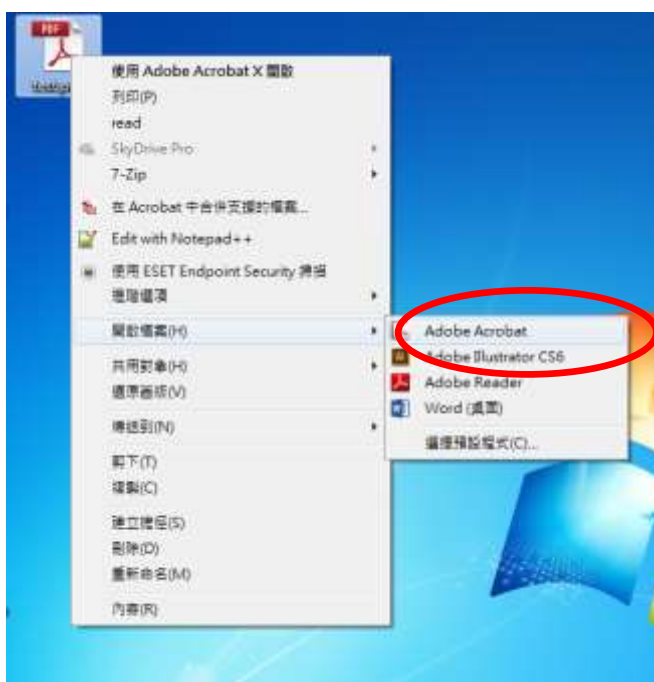 PDF
使用 Adobe Acrobat X 開啟
列印(P)
read
SkyDrive Pro
7-Zip
在 Acrobat 中合併支援的檔案...
Edit with Notepad++
使用 ESET Endpoint Security 掃描
進階選項
開啟檔案(H)
Adobe Acrobat
Adobe Illustrator CS6
Adobe Reader
Word (桌面)
選擇預設程式(C)...
共用對象(H)
還原舊版(V)
傳送到(N)
剪下(T)
複製(C)
建立捷徑(S)
刪除(D)
重新命名(M)
內容(R)